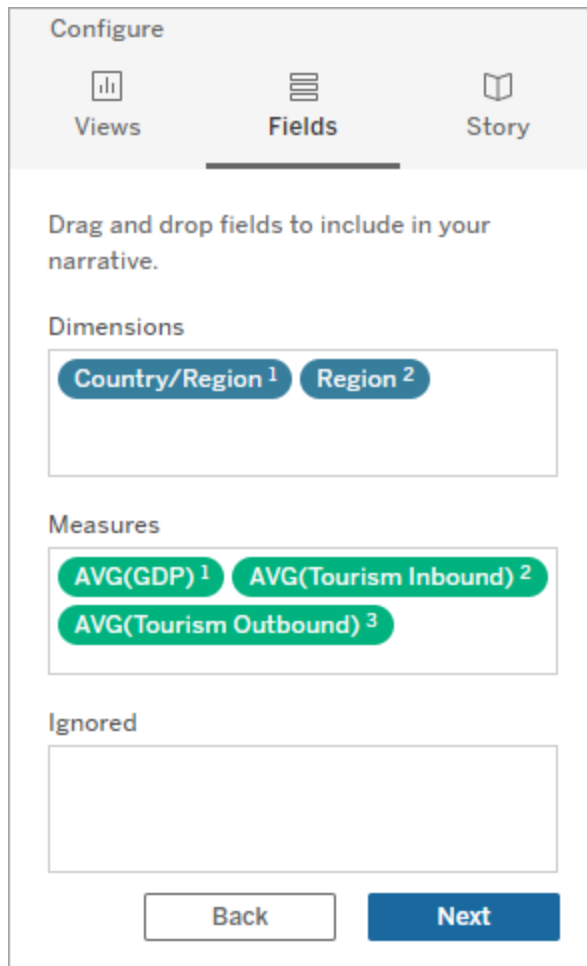 Configure
Views Fields Story
Drag and drop fields to include in your
narrative.
Dimensions
Country/Region 1 Region 2
Measures
AVG(GDP) 1 AVG(Tourism Inbound) 2
AVG(Tourism Outbound) 3
Ignored
Back Next